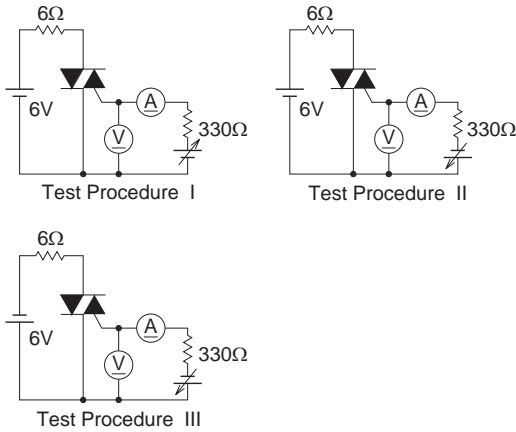 6Ω
6V
A
V
330Ω
Test Procedure I
6Ω
6V
A
V
330Ω
Test Procedure II
6Ω
6V
A
V
330Ω
Test Procedure III